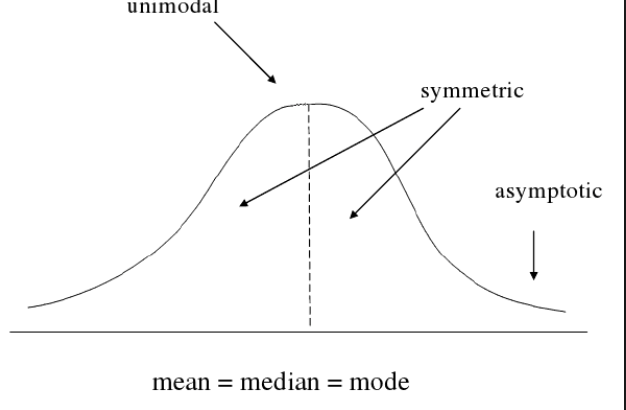 unimodal
symmetric
asymptotic
mean = median = mode